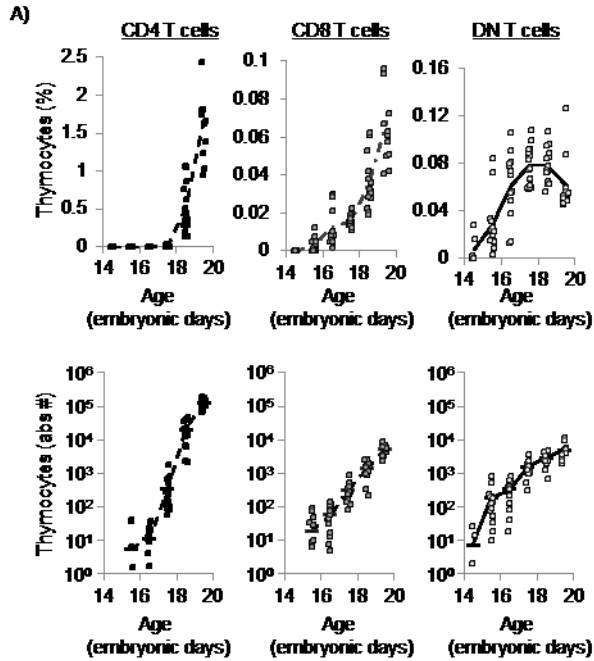 A)
CD4 T cells CD8 T cells DN T cells
Thymocytes (%)
2.5
2
1.5
1
0.5
0
14 16 18 20
Age
(embryonic days)
0.1
0.08
0.06
0.04
0.02
0
14 16 18 20
Age
(embryonic days)
0.16
0.12
0.08
0.04
0
14 16 18 20
Age
(embryonic days)
Thymocytes (abs #)
10⁶
10⁵
10⁴
10³
10²
10¹
10⁰
14 16 18 20
Age
(embryonic days)
10⁶
10⁵
10⁴
10³
10²
10¹
10⁰
14 16 18 20
Age
(embryonic days)
10⁶
10⁵
10⁴
10³
10²
10¹
10⁰
14 16 18 20
Age
(embryonic days)